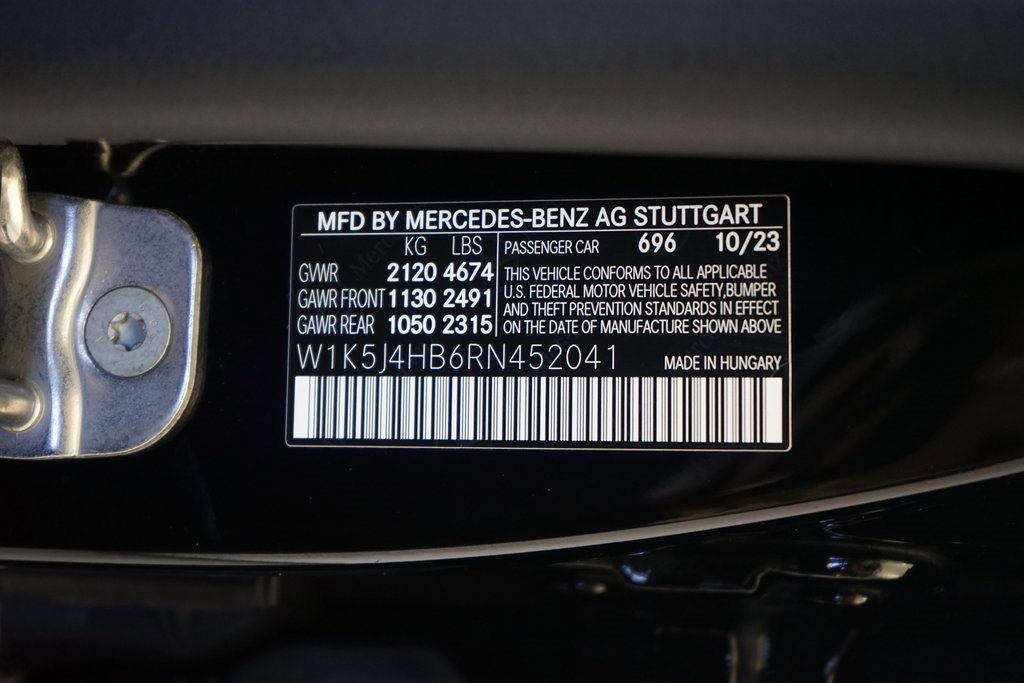 MFD BY MERCEDES-BENZ AG STUTTGART
KG LBS
GVWR 2120 4674
GAWR FRONT 1130 2491
GAWR REAR 1050 2315
PASSENGER CAR 696 10/23
THIS VEHICLE CONFORMS TO ALL APPLICABLE
U.S. FEDERAL MOTOR VEHICLE SAFETY,BUMPER
AND THEFT PREVENTION STANDARDS IN EFFECT
ON THE DATE OF MANUFACTURE SHOWN ABOVE
W1K5J4HB6RN452041 MADE IN HUNGARY